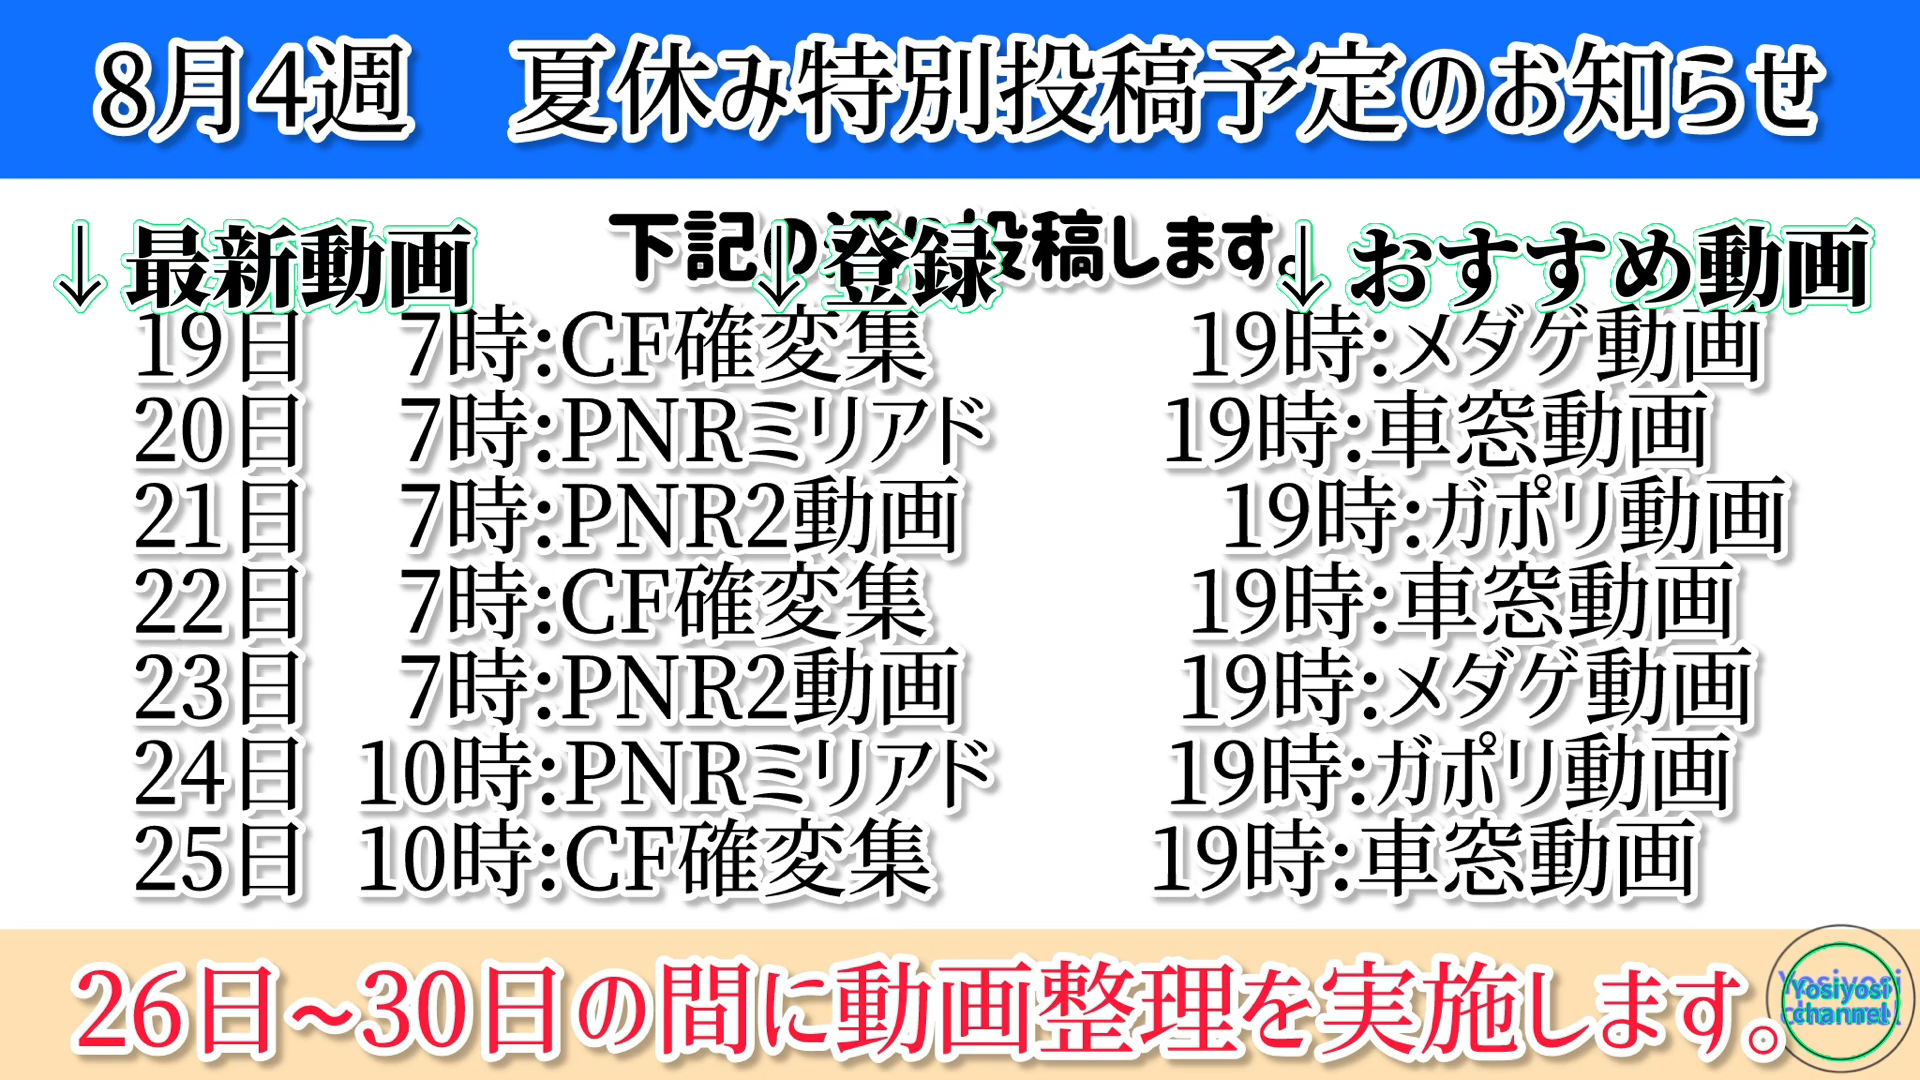 8月4週　夏休み特別投稿予定のお知らせ
下記の通り投稿します。
↓最新動画 ↓登録 ↓おすすめ動画
19日 7時:CF確変集 19時:メダゲ動画
20日 7時:PNRミリアド 19時:車窓動画
21日 7時:PNR2動画 19時:ガポリ動画
22日 7時:CF確変集 19時:車窓動画
23日 7時:PNR2動画 19時:メダゲ動画
24日 10時:PNRミリアド 19時:ガポリ動画
25日 10時:CF確変集 19時:車窓動画
26日~30日の間に動画整理を実施します。
Yosiyosi
channel